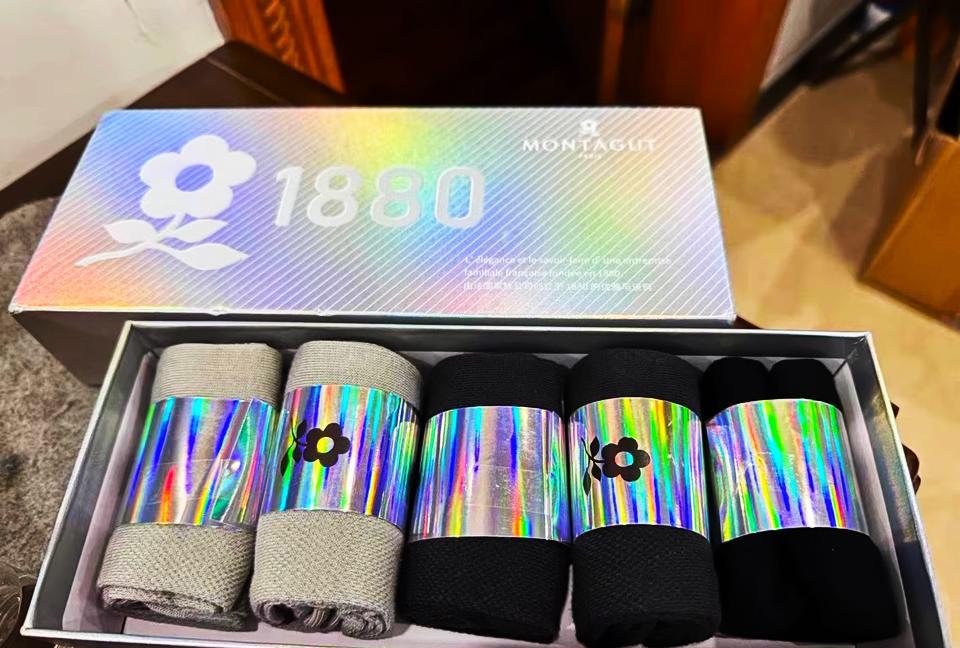 1880
MONTAGUT
PARIS
L'élégance et le savoir-faire d'une entreprise
familiale française fondée en 1880.